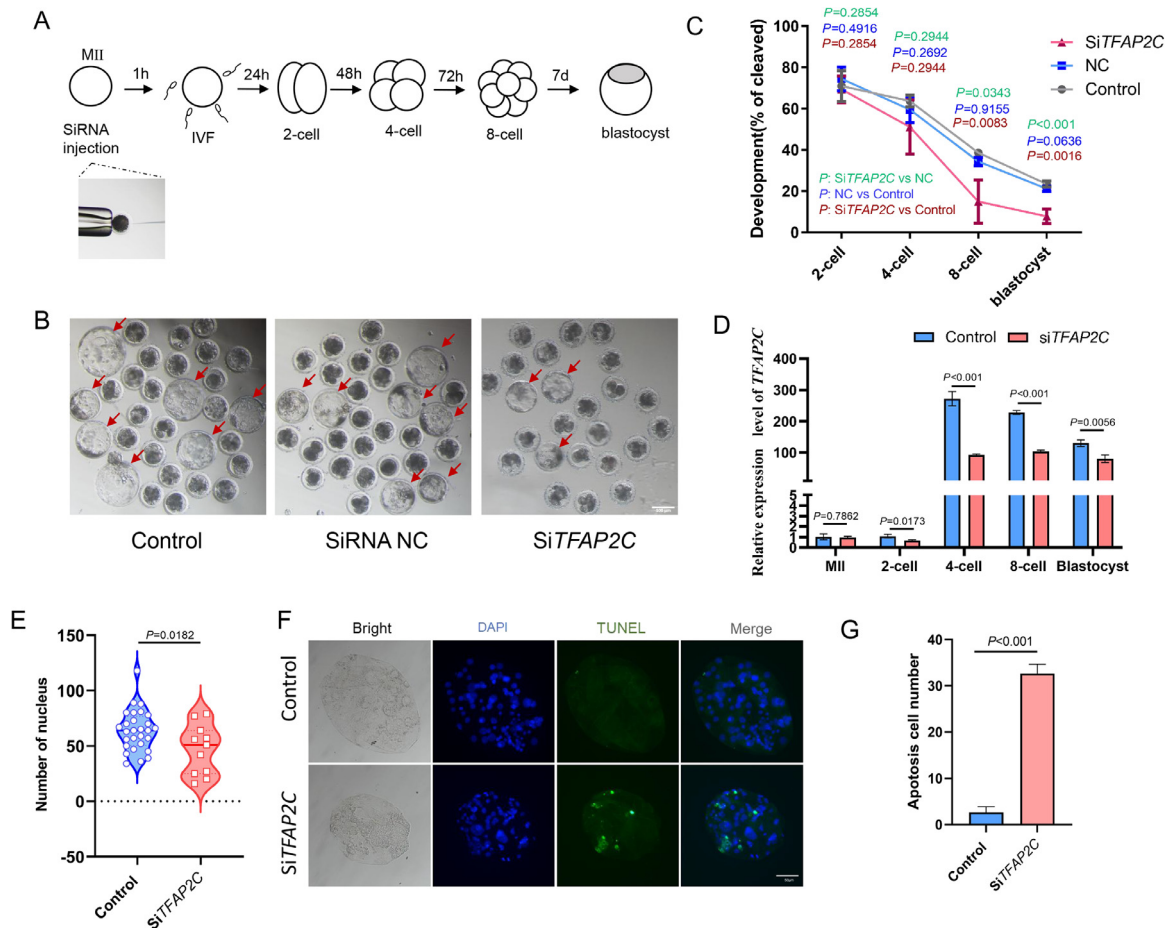 A
MII
1h
24h
48h
72h
7d
SiRNA
injection
IVF
2-cell
4-cell
8-cell
blastocyst
B
Control
SiRNA NC
SiTFAP2C
C
Development(% of cleaved)
100
80
60
40
20
0
P=0.2854
P=0.4916
P=0.2854
P=0.2944
P=0.2692
P=0.2944
P=0.0343
P=0.9155
P=0.0083
P<0.001
P=0.0636
P=0.0016
SiTFAP2C
NC
Control
P: SiTFAP2C vs NC
P: NC vs Control
P: SiTFAP2C vs Control
2-cell
4-cell
8-cell
blastocyst
D
Control
siTFAP2C
Relative expression level of TFAP2C
400
300
200
100
5
4
3
2
1
0
P=0.7862
P=0.0173
P<0.001
P<0.001
P=0.0056
MII
2-cell
4-cell
8-cell
Blastocyst
E
Number of nucleus
150
100
50
0
-50
P=0.0182
Control
SiTFAP2C
F
Bright
DAPI
TUNEL
Merge
Control
SiTFAP2C
G
Apotosis cell number
40
30
20
10
0
P<0.001
Control
SiTFAP2C